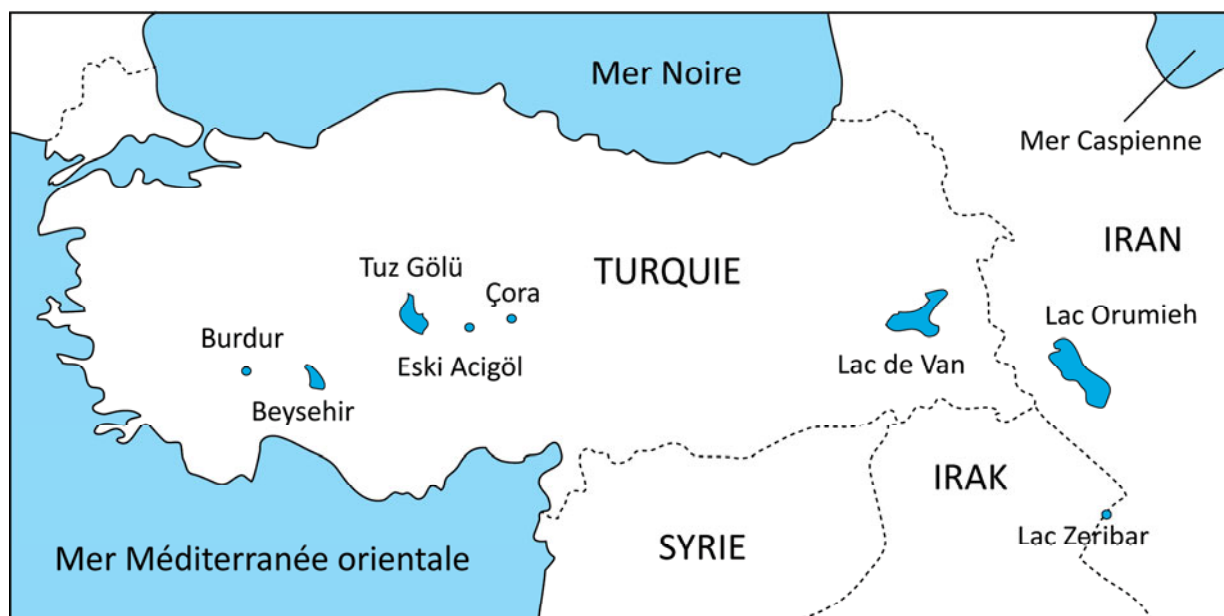 Mer Noire
Mer Caspienne
IRAN
Tuz Gölü
TURQUIE
Çora
Lac Orumieh
Burdur
Eski Acigöl
Lac de Van
Beysehir
IRAK
Lac Zeribar
SYRIE
Mer Méditerranée orientale